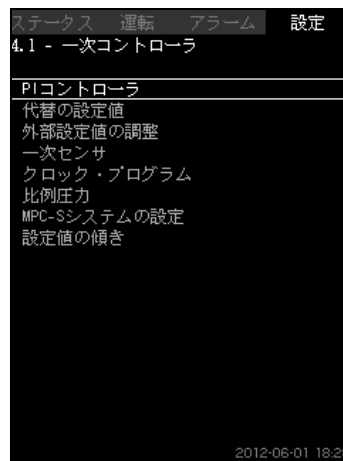 ステータス 運転 アラーム 設定
4.1 - 一次コントローラ
PIコントローラ
代替の設定値
外部設定値の調整
一次センサ
クロック・プログラム
比例圧力
MPC-Sシステムの設定
設定値の傾き
2012-06-01 18:2